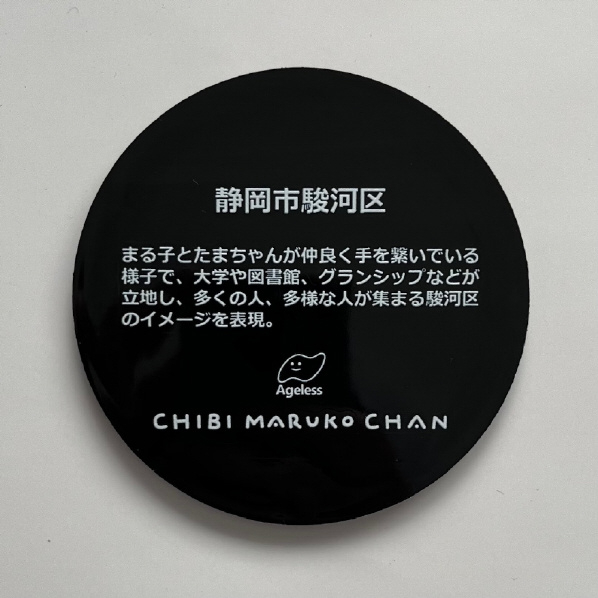 静岡市駿河区
まる子とたまちゃんが仲良く手を繋いでいる
様子で、大学や図書館、グランシップなどが
立地し、多くの人、多様な人が集まる駿河区
のイメージを表現。
Ageless
CHIBI MARUKO CHAN